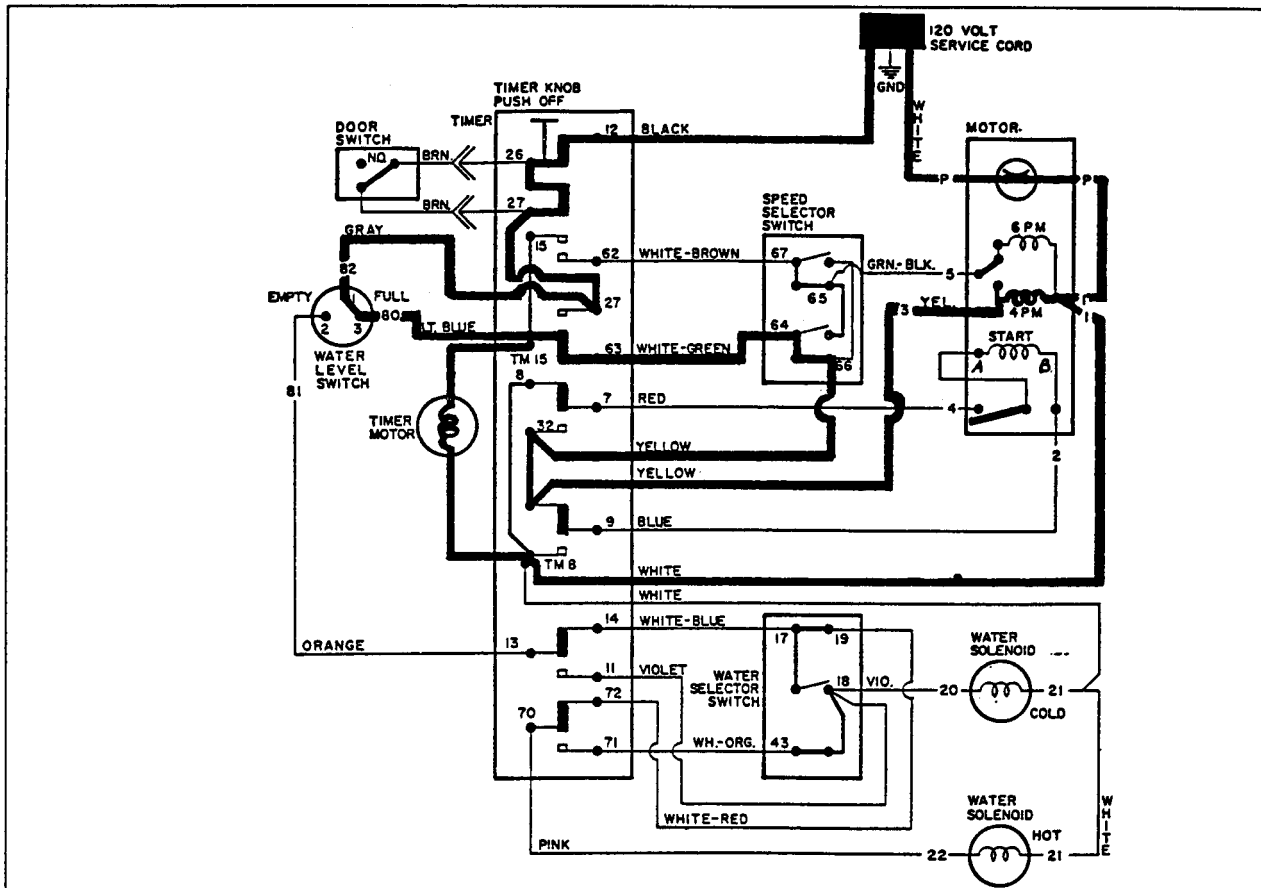 120 VOLT
SERVICE CORD
GND
WHITE
TIMER KNOB
PUSH OFF
TIMER
12
BLACK
MOTOR
DOOR
SWITCH
NO
BRN.
26
P
P
BRN.
27
SPEED
SELECTOR
SWITCH
6 PM
GRAY
15
62
WHITE-BROWN
67
GRN.-BLK.
5
82
65
EMPTY
FULL
27
3
YEL.
4 PM
1
2
3
80
LT. BLUE
64
START
WATER
LEVEL
SWITCH
TM 15
63
WHITE-GREEN
66
A
B
8
81
7
RED
4
TIMER
MOTOR
32
YELLOW
2
YELLOW
9
BLUE
TM 8
WHITE
WHITE
14
WHITE-BLUE
17
19
WATER
SOLENOID
ORANGE
13
11
VIOLET
WATER
SELECTOR
SWITCH
18
VIO.
20
21
COLD
72
70
71
WH.-ORG.
43
WATER
SOLENOID
WHITE
WHITE-RED
HOT
PINK
22
21